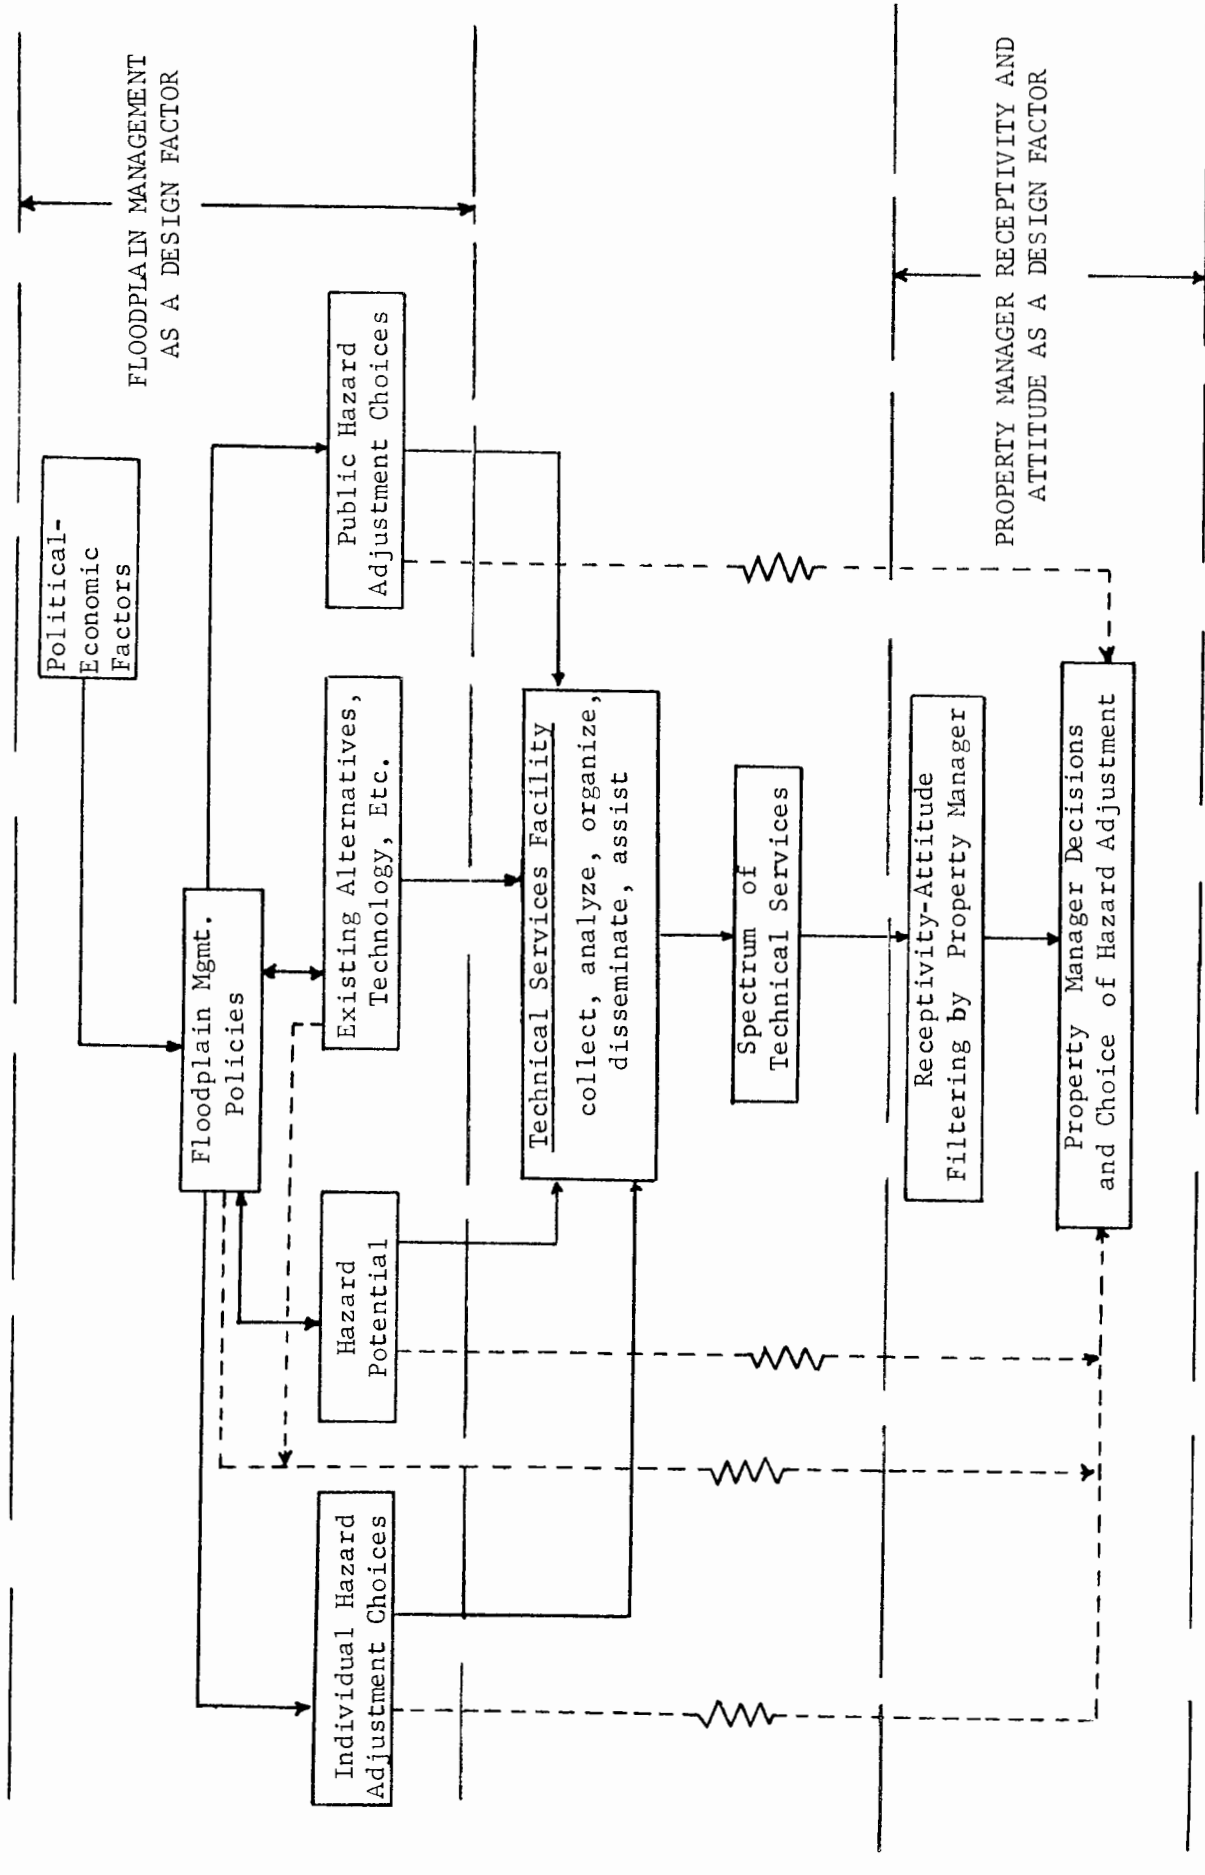 Political-
Economic
Factors
FLOODPLAIN MANAGEMENT
AS A DESIGN FACTOR
Floodplain Mgmt.
Policies
Individual Hazard
Adjustment Choices
Hazard
Potential
Existing Alternatives,
Technology, Etc.
Public Hazard
Adjustment Choices
Technical Services Facility
collect, analyze, organize,
disseminate, assist
Spectrum of
Technical Services
Receptivity-Attitude
Filtering by Property Manager
PROPERTY MANAGER RECEPTIVITY AND
ATTITUDE AS A DESIGN FACTOR
Property Manager Decisions
and Choice of Hazard Adjustment